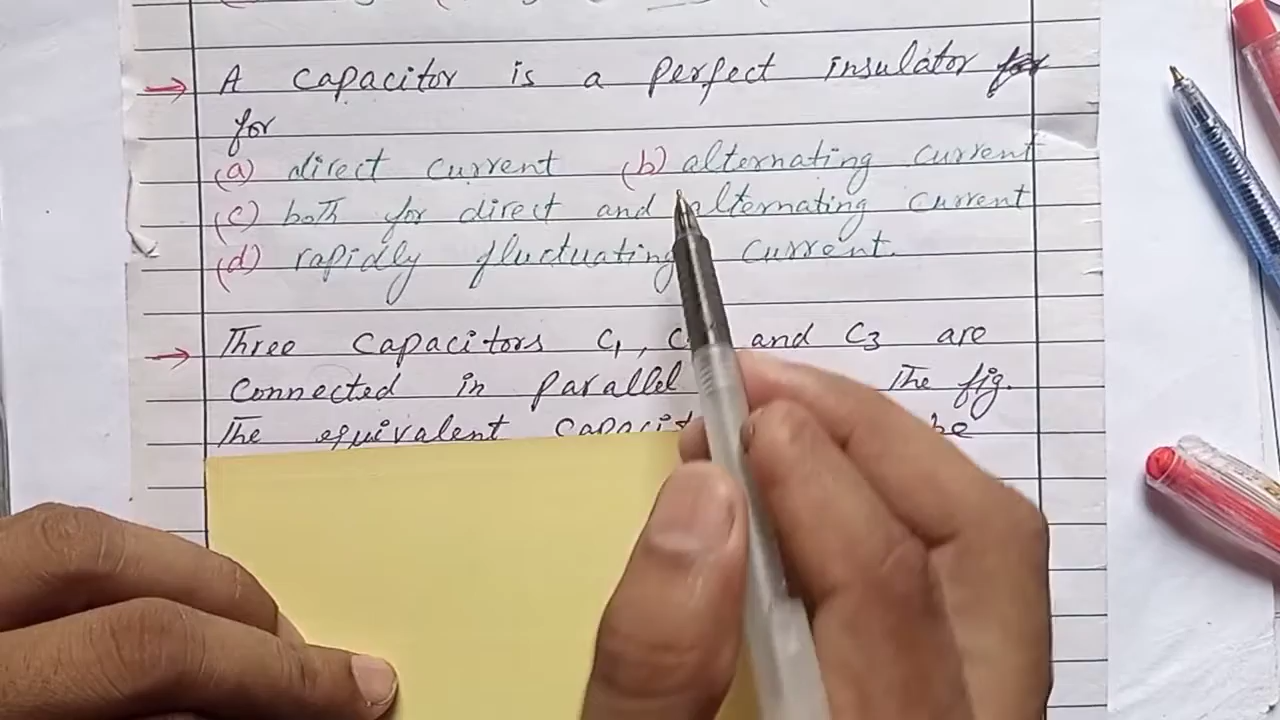 → A capacitor is a perfect insulator
for
(a) direct current (b) alternating current
(c) both for direct and alternating current
(d) rapidly fluctuating current.
→ Three capacitors C1, and C3 are
connected in parallel The fig.
The equivalent be